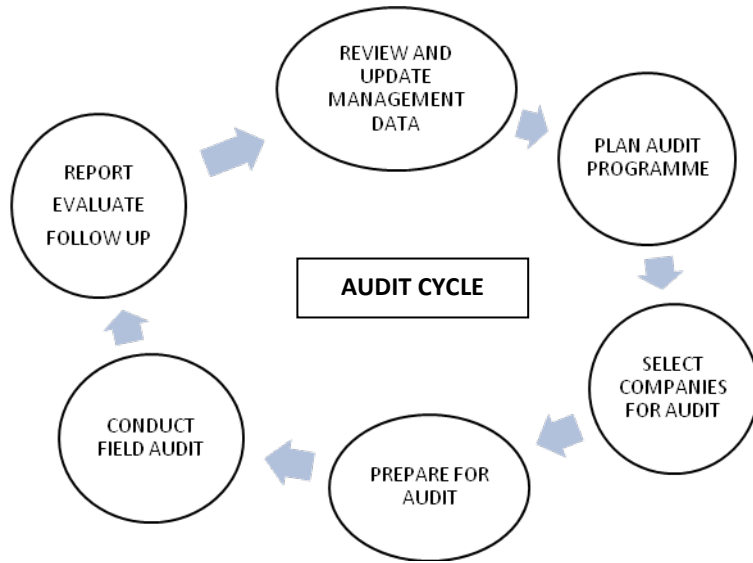 REVIEW AND
UPDATE
MANAGEMENT
DATA
PLAN AUDIT
PROGRAMME
REPORT
EVALUATE
FOLLOW UP
AUDIT CYCLE
SELECT
COMPANIES
FOR AUDIT
CONDUCT
FIELD AUDIT
PREPARE FOR
AUDIT